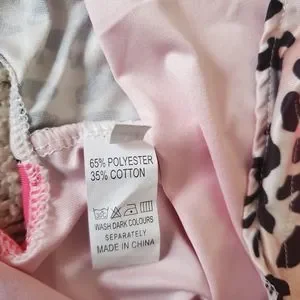 65% POLYESTER
35% COTTON
WASH DARK COLOURS
SEPARATELY
MADE IN CHINA